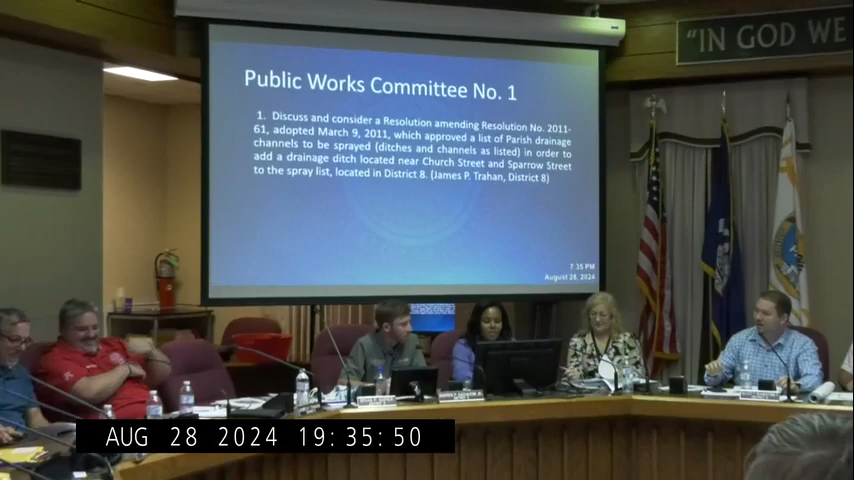 "IN GOD WE
Public Works Committee No. 1
1. Discuss and consider a Resolution amending Resolution No. 2011-
61, adopted March 9, 2011, which approved a list of Parish drainage
channels to be sprayed (ditches and channels as listed) in order to
add a drainage ditch located near Church Street and Sparrow Street
to the spray list, located in District 8. (James P. Trahan, District 8)
7:35 PM
August 28, 2024
AUG 28 2024 19:35:50